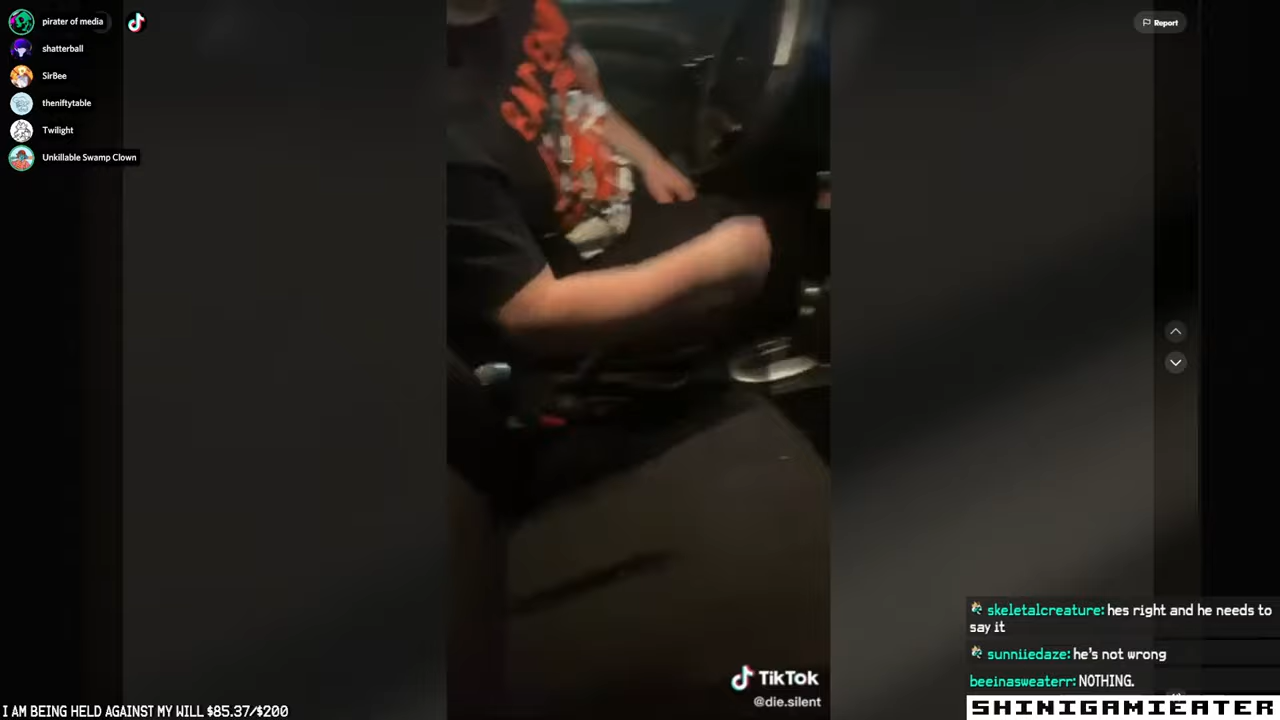 pirater of media
shatterball
SirBee
theniftytable
Twilight
Unkillable Swamp Clown
Report
TikTok
@die.silent
skeletalcreature: hes right and he needs to
say it
sunniiedaze: he's not wrong
beeinasweaterr: NOTHING.
SHINIGAMIEATER
I AM BEING HELD AGAINST MY WILL $85.37/$200